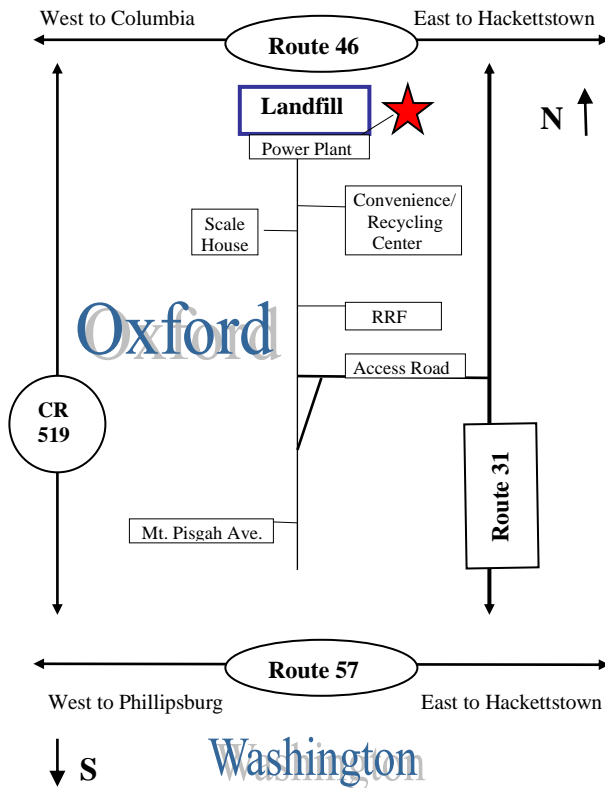 West to Columbia
East to Hackettstown
Route 46
Landfill
N
Power Plant
Convenience/
Recycling
Center
Scale
House
Oxford
RRF
Access Road
CR
519
Route 31
Mt. Pisgah Ave.
Route 57
West to Phillipsburg
East to Hackettstown
S
Washington